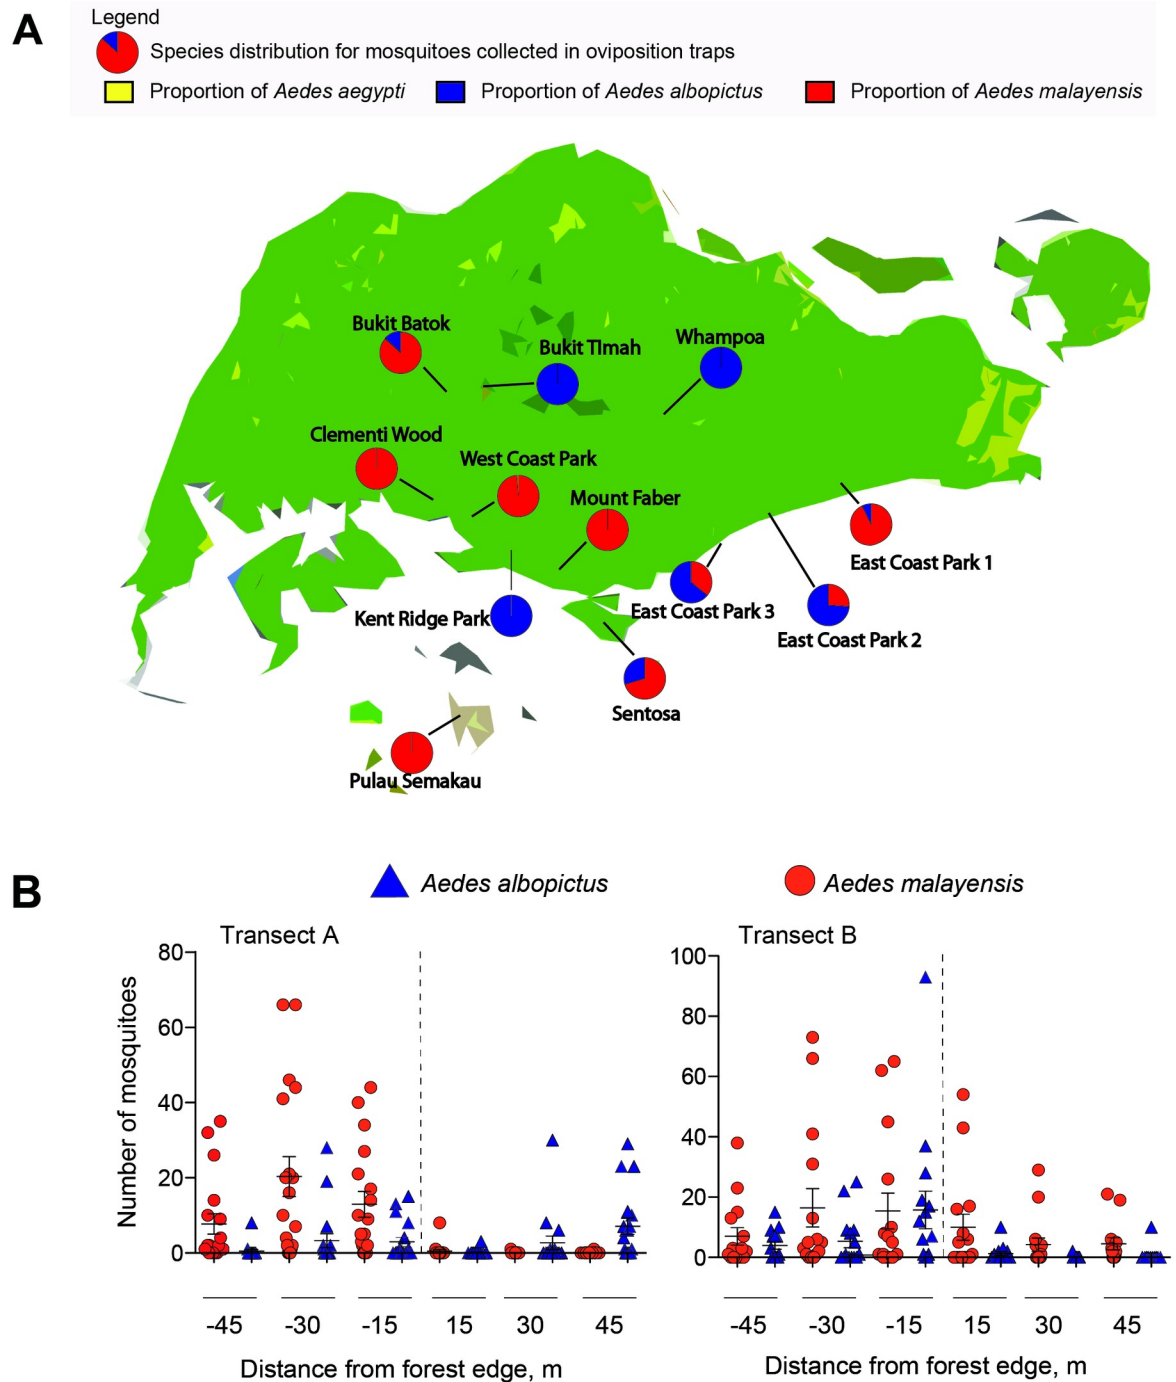 A
Legend
Species distribution for mosquitoes collected in oviposition traps
Proportion of Aedes aegypti Proportion of Aedes albopictus Proportion of Aedes malayensis
Bukit Batok
Bukit TImah
Whampoa
Clementi Wood
West Coast Park
Mount Faber
East Coast Park 1
East Coast Park 3
Kent Ridge Park
East Coast Park 2
Sentosa
Pulau Semakau
B
Aedes albopictus Aedes malayensis
Transect A
Number of mosquitoes
80
60
40
20
0
-45 -30 -15 15 30 45
Distance from forest edge, m
Transect B
100
80
60
40
20
0
-45 -30 -15 15 30 45
Distance from forest edge, m